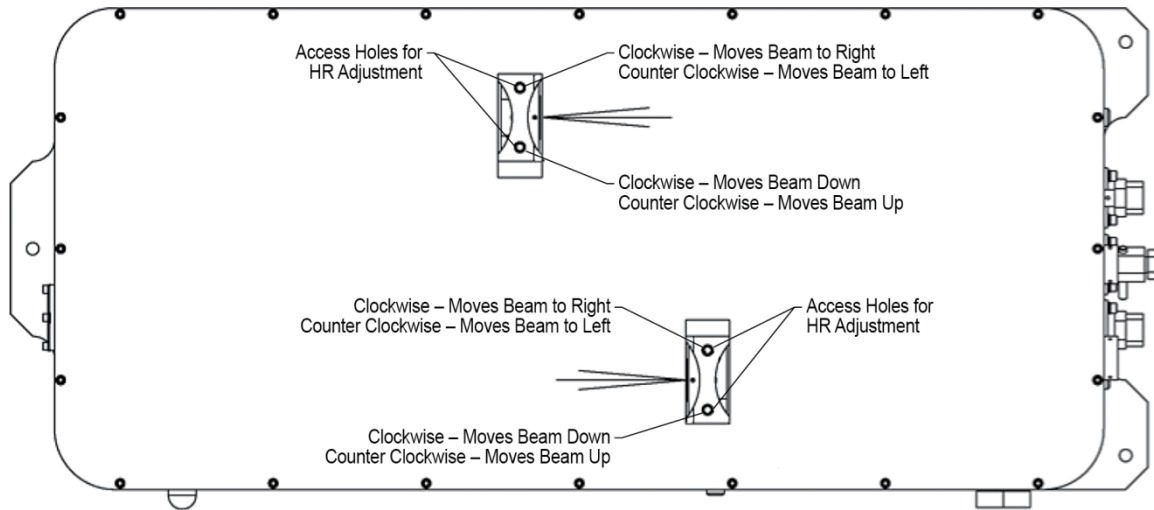 Access Holes for
HR Adjustment
Clockwise – Moves Beam to Right
Counter Clockwise – Moves Beam to Left
Clockwise – Moves Beam Down
Counter Clockwise – Moves Beam Up
Clockwise – Moves Beam to Right
Counter Clockwise – Moves Beam to Left
Access Holes for
HR Adjustment
Clockwise – Moves Beam Down
Counter Clockwise – Moves Beam Up